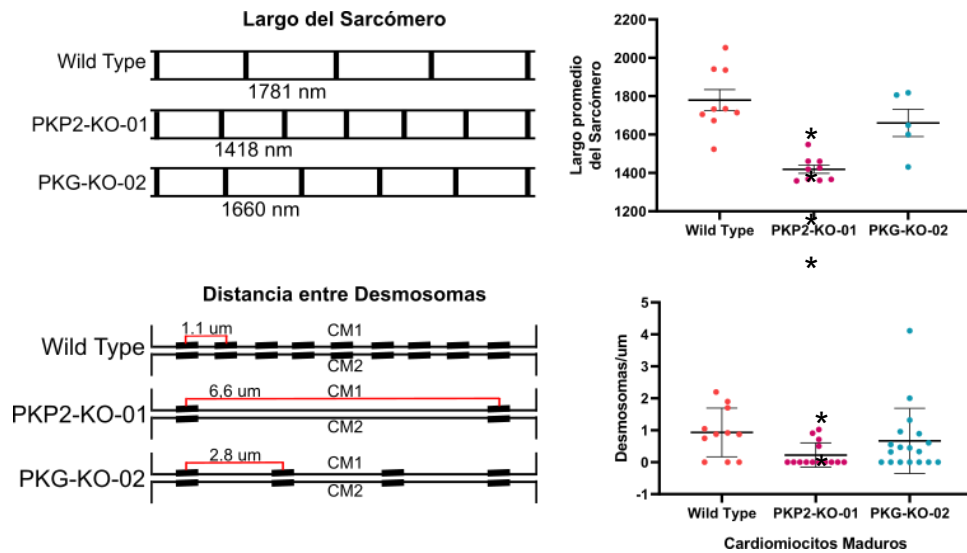 Largo del Sarcómero
Wild Type
1781 nm
PKP2-KO-01
1418 nm
PKG-KO-02
1660 nm
Largo promedio
del Sarcómero
2200
2000
1800
1600
1400
1200
*
*
*
*
Wild Type
PKP2-KO-01
PKG-KO-02
Distancia entre Desmosomas
1.1 um
CM1
Wild Type
CM2
6,6 um
CM1
PKP2-KO-01
CM2
2.8 um
CM1
PKG-KO-02
CM2
Desmosomas/um
5
4
3
2
1
0
-1
*
*
Wild Type
PKP2-KO-01
PKG-KO-02
Cardiomiocitos Maduros